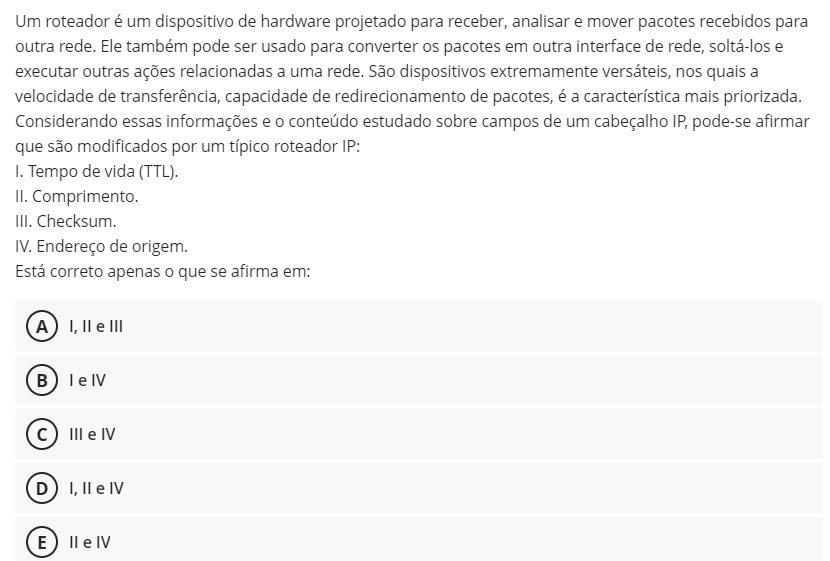 Um roteador é um dispositivo de hardware projetado para receber, analisar e mover pacotes recebidos para
outra rede. Ele também pode ser usado para converter os pacotes em outra interface de rede, soltá-los e
executar outras ações relacionadas a uma rede. São dispositivos extremamente versáteis, nos quais a
velocidade de transferência, capacidade de redirecionamento de pacotes, é a característica mais priorizada.
Considerando essas informações e o conteúdo estudado sobre campos de um cabeçalho IP, pode-se afirmar
que são modificados por um típico roteador IP:
I. Tempo de vida (TTL).
II. Comprimento.
III. Checksum.
IV. Endereço de origem.
Está correto apenas o que se afirma em:
A I, II e III
B I e IV
C III e IV
D I, II e IV
E II e IV